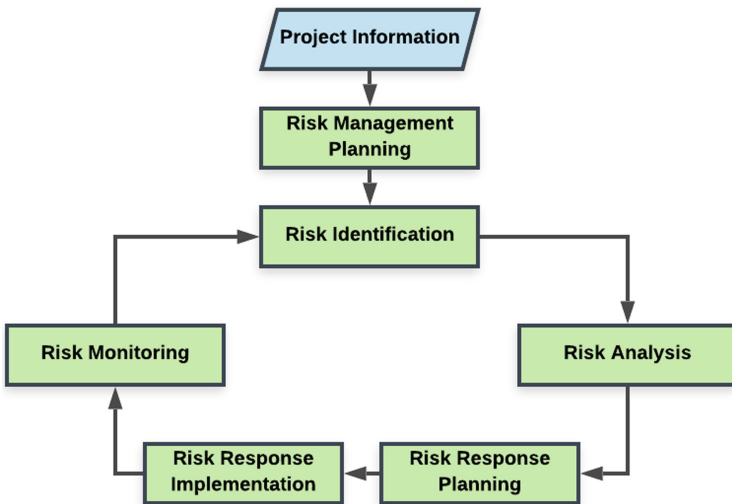 Project Information
Risk Management
Planning
Risk Identification
Risk Monitoring
Risk Analysis
Risk Response
Implementation
Risk Response
Planning